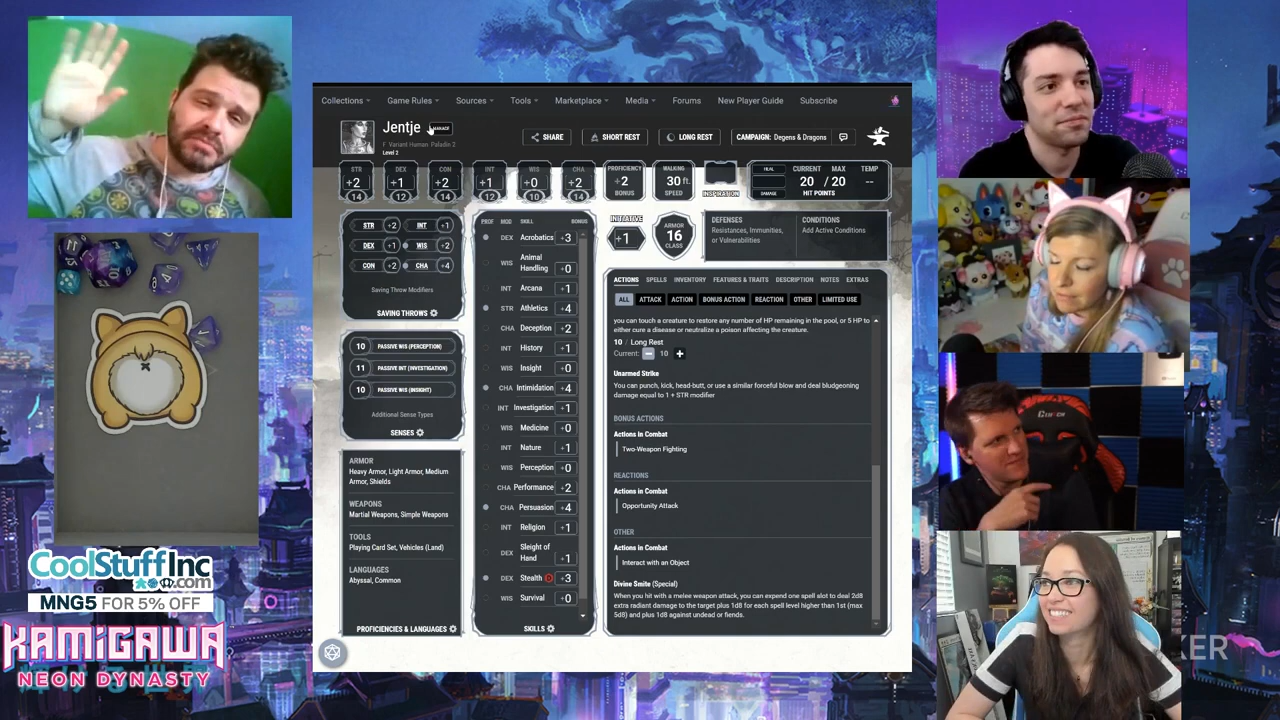 Collections Game Rules Sources Tools Marketplace Media Forums New Player Guide Subscribe
Jentje MANAGE
F Variant Human Paladin 2
Level 2
SHARE SHORT REST LONG REST CAMPAIGN: Degens & Dragons
STR DEX CON INT WIS CHA
+2 +1 +2 +1 +0 +2
14 12 14 12 10 14
PROFICIENCY
+2
BONUS
WALKING
30 ft.
SPEED
INSPIRATION
HEAL
DAMAGE
CURRENT MAX TEMP
20 / 20 --
HIT POINTS
STR +2 INT +1
DEX +1 WIS +2
CON +2 CHA +4
Saving Throw Modifiers
SAVING THROWS
10 PASSIVE WIS (PERCEPTION)
11 PASSIVE INT (INVESTIGATION)
10 PASSIVE WIS (INSIGHT)
Additional Sense Types
SENSES
ARMOR
Heavy Armor, Light Armor, Medium
Armor, Shields
WEAPONS
Martial Weapons, Simple Weapons
TOOLS
Playing Card Set, Vehicles (Land)
LANGUAGES
Abyssal, Common
PROFICIENCIES & LANGUAGES
PROF MOD SKILL BONUS
DEX Acrobatics +3
WIS Animal Handling +0
INT Arcana +1
STR Athletics +4
CHA Deception +2
INT History +1
WIS Insight +0
CHA Intimidation +4
INT Investigation +1
WIS Medicine +0
INT Nature +1
WIS Perception +0
CHA Performance +2
CHA Persuasion +4
INT Religion +1
DEX Sleight of Hand +1
DEX Stealth D +3
WIS Survival +0
SKILLS
INITIATIVE
+1
ARMOR
16
CLASS
DEFENSES
Resistances, Immunities,
or Vulnerabilities
CONDITIONS
Add Active Conditions
ACTIONS SPELLS INVENTORY FEATURES & TRAITS DESCRIPTION NOTES EXTRAS
ALL ATTACK ACTION BONUS ACTION REACTION OTHER LIMITED USE
you can touch a creature to restore any number of HP remaining in the pool, or 5 HP to
either cure a disease or neutralize a poison affecting the creature.
10 / Long Rest
Current: 10
Unarmed Strike
You can punch, kick, head-butt, or use a similar forceful blow and deal bludgeoning
damage equal to 1 + STR modifier
BONUS ACTIONS
Actions in Combat
Two-Weapon Fighting
REACTIONS
Actions in Combat
Opportunity Attack
OTHER
Actions in Combat
Interact with an Object
Divine Smite (Special)
When you hit with a melee weapon attack, you can expend one spell slot to deal 2d8
extra radiant damage to the target plus 1d8 for each spell level higher than 1st (max
5d8) and plus 1d8 against undead or fiends.
CoolStuffInc
.com
MNG5 FOR 5% OFF
KAMIGAWA
NEON DYNASTY